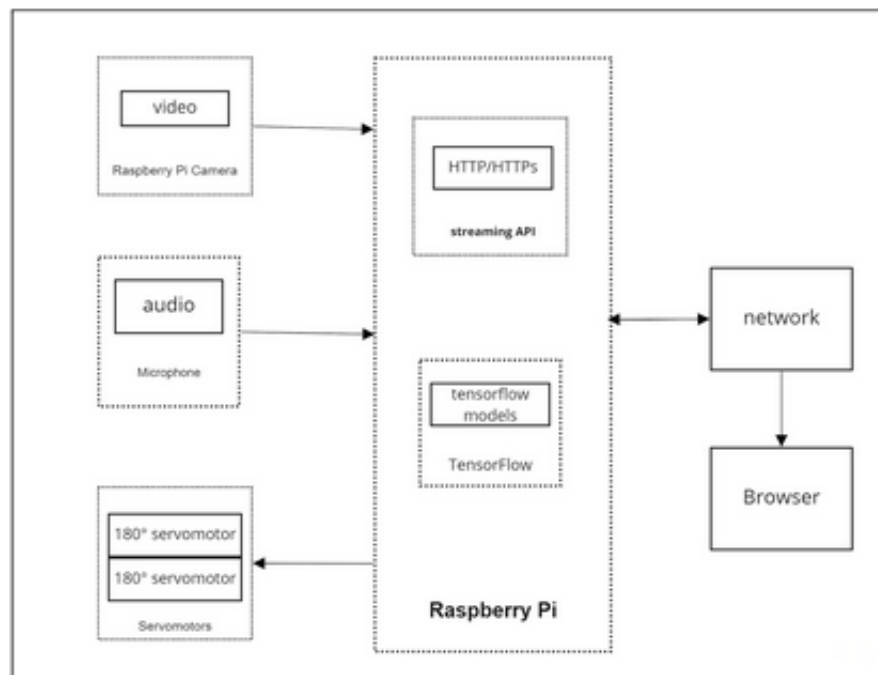 video
Raspberry Pi Camera
audio
Microphone
180° servomotor
180° servomotor
Servomotors
HTTP/HTTPs
streaming API
tensorflow
models
TensorFlow
Raspberry Pi
network
Browser